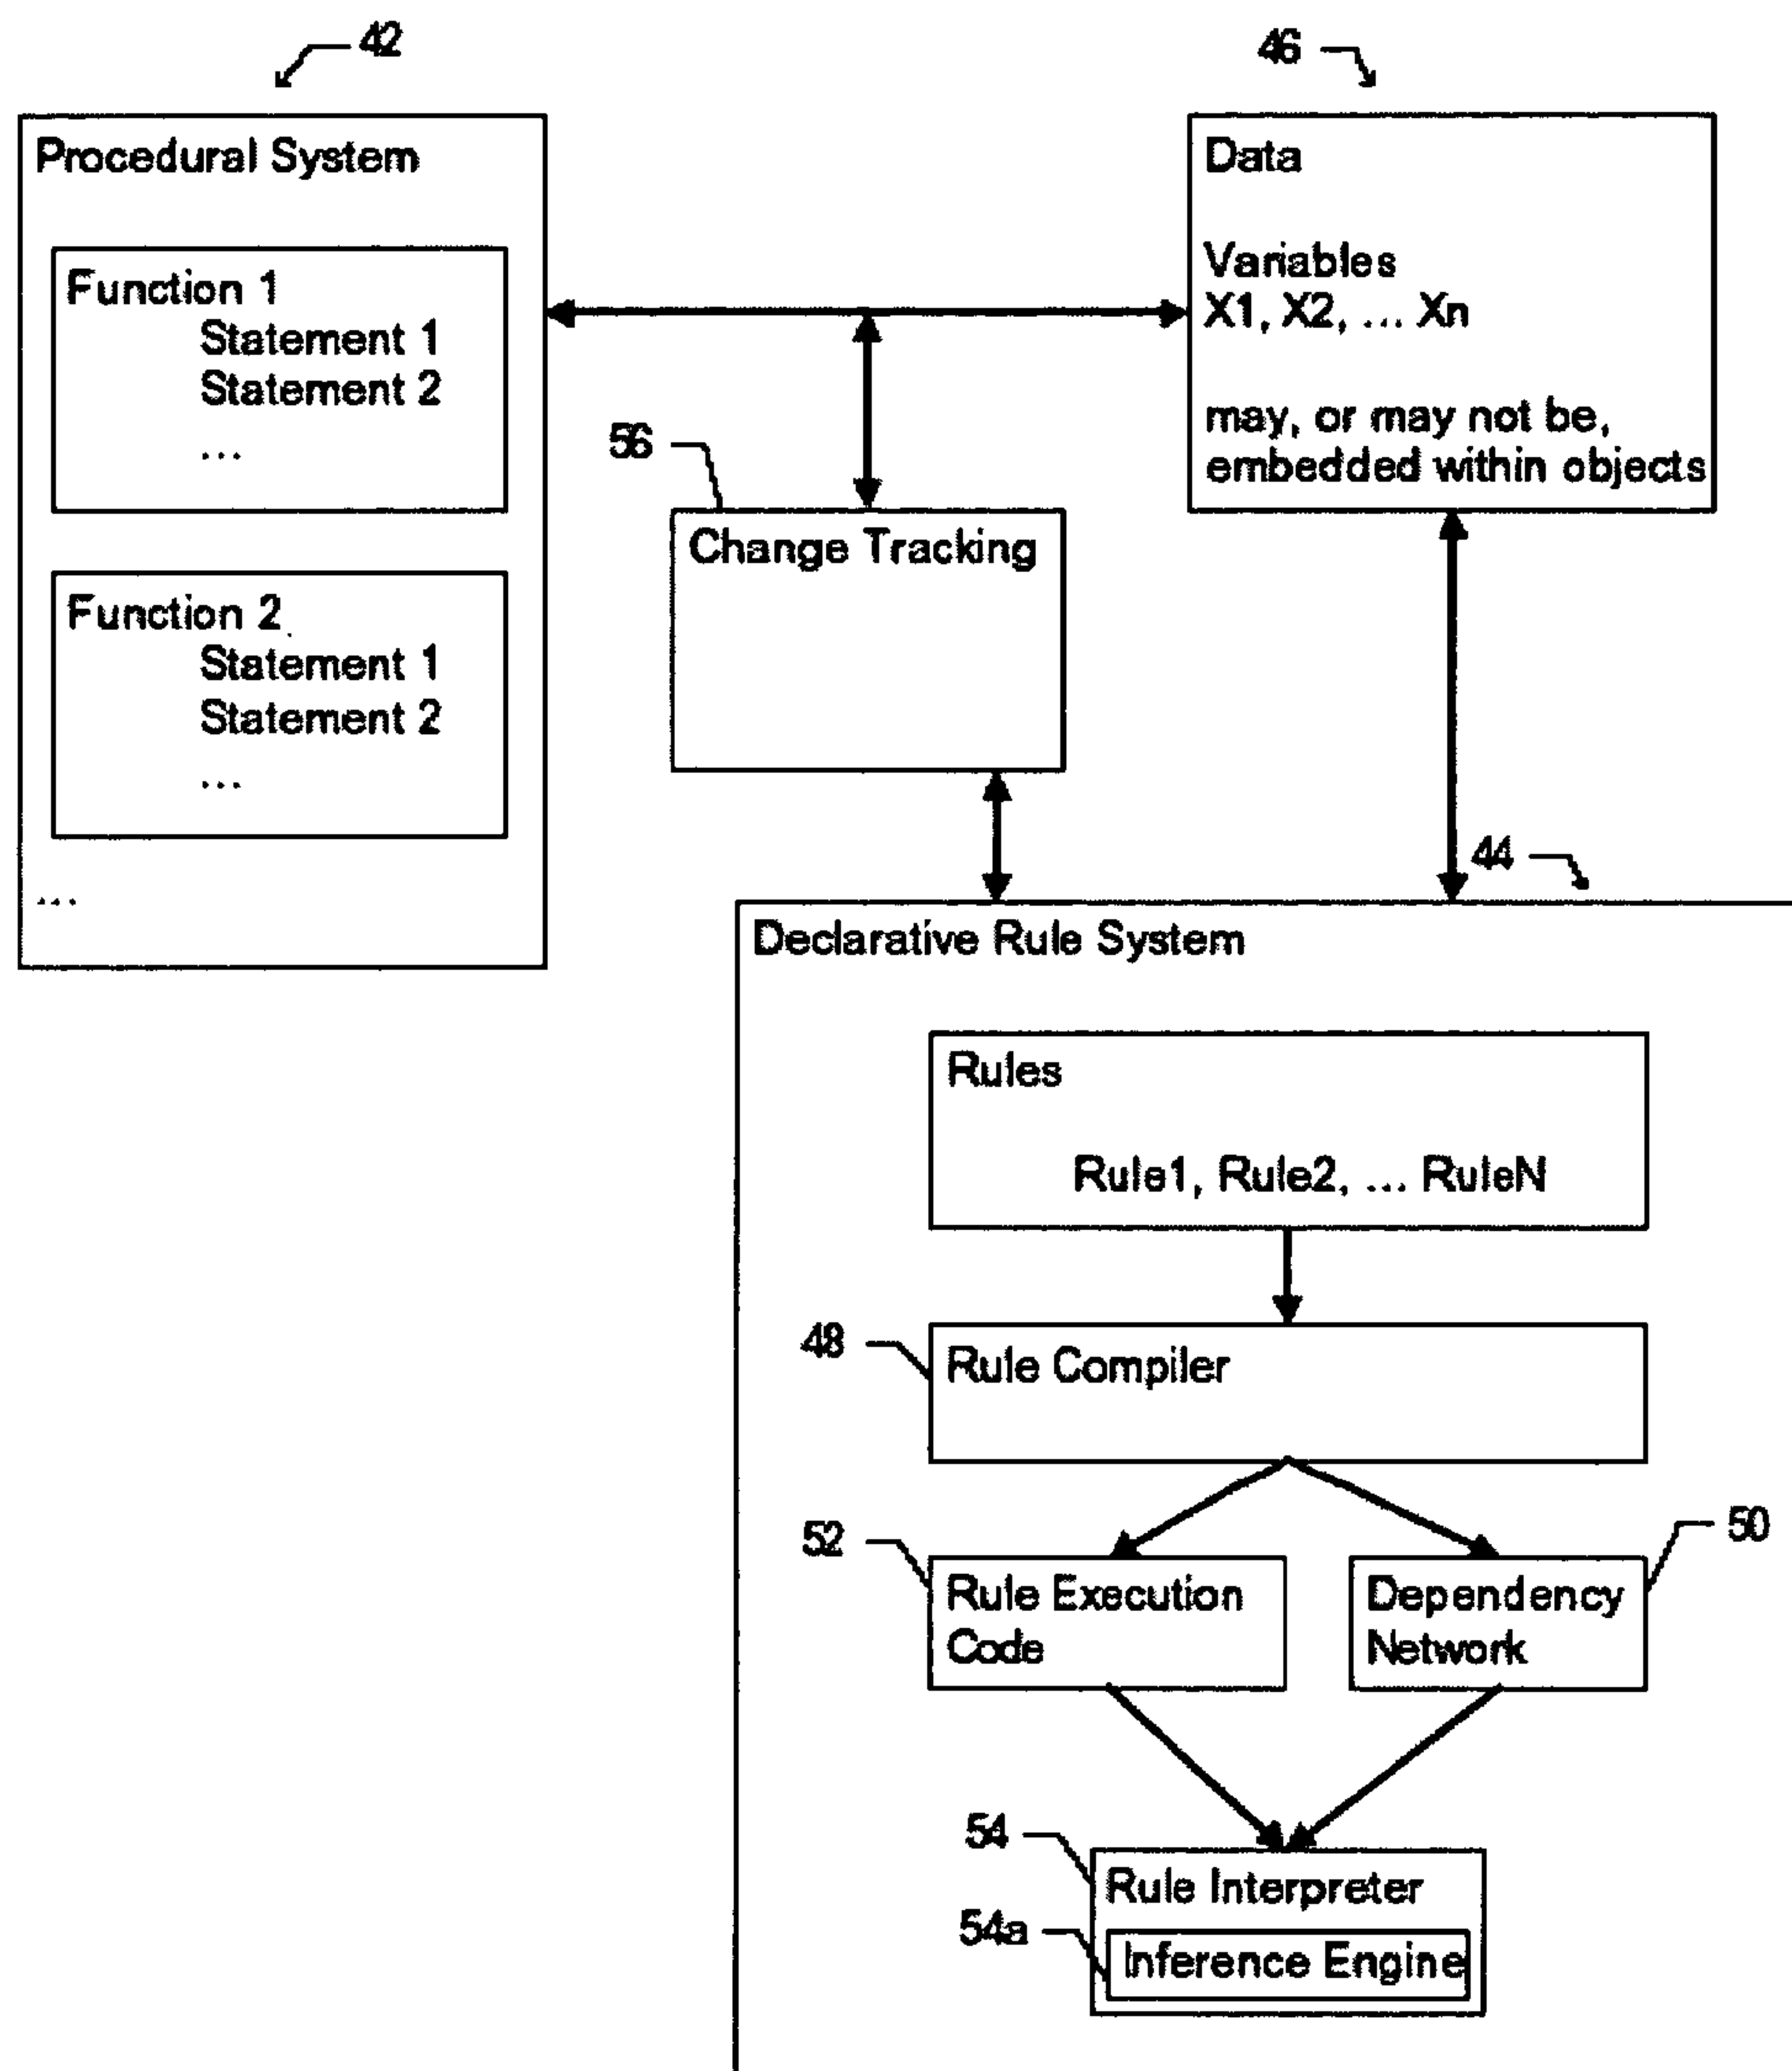 42
46
Procedural System
Function 1
Statement 1
Statement 2
...
Function 2
Statement 1
Statement 2
...
...
Data
Variables
X1, X2, ... Xn
may, or may not be,
embedded within objects
56
Change Tracking
44
Declarative Rule System
Rules
Rule1, Rule2, ... RuleN
48
Rule Compiler
52
Rule Execution
Code
50
Dependency
Network
54
Rule Interpreter
54a
Inference Engine